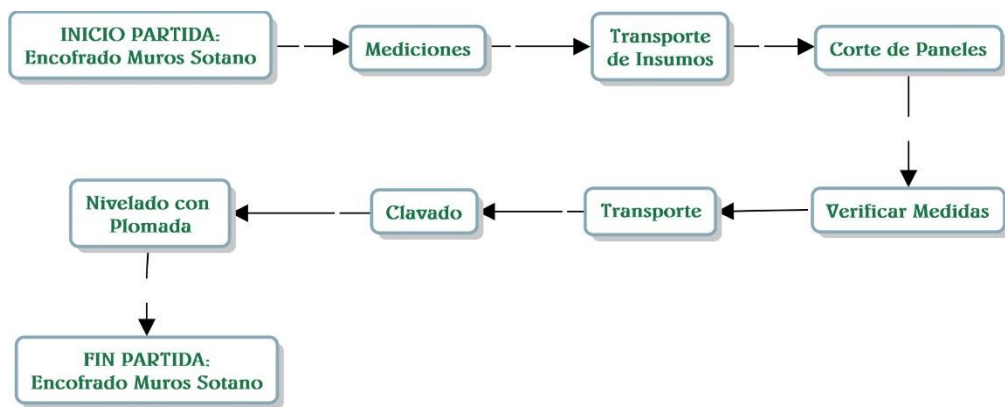 INICIO PARTIDA:
Encofrado Muros Sotano
Mediciones
Transporte
de Insumos
Corte de Paneles
Verificar Medidas
Transporte
Clavado
Nivelado con
Plomada
FIN PARTIDA:
Encofrado Muros Sotano